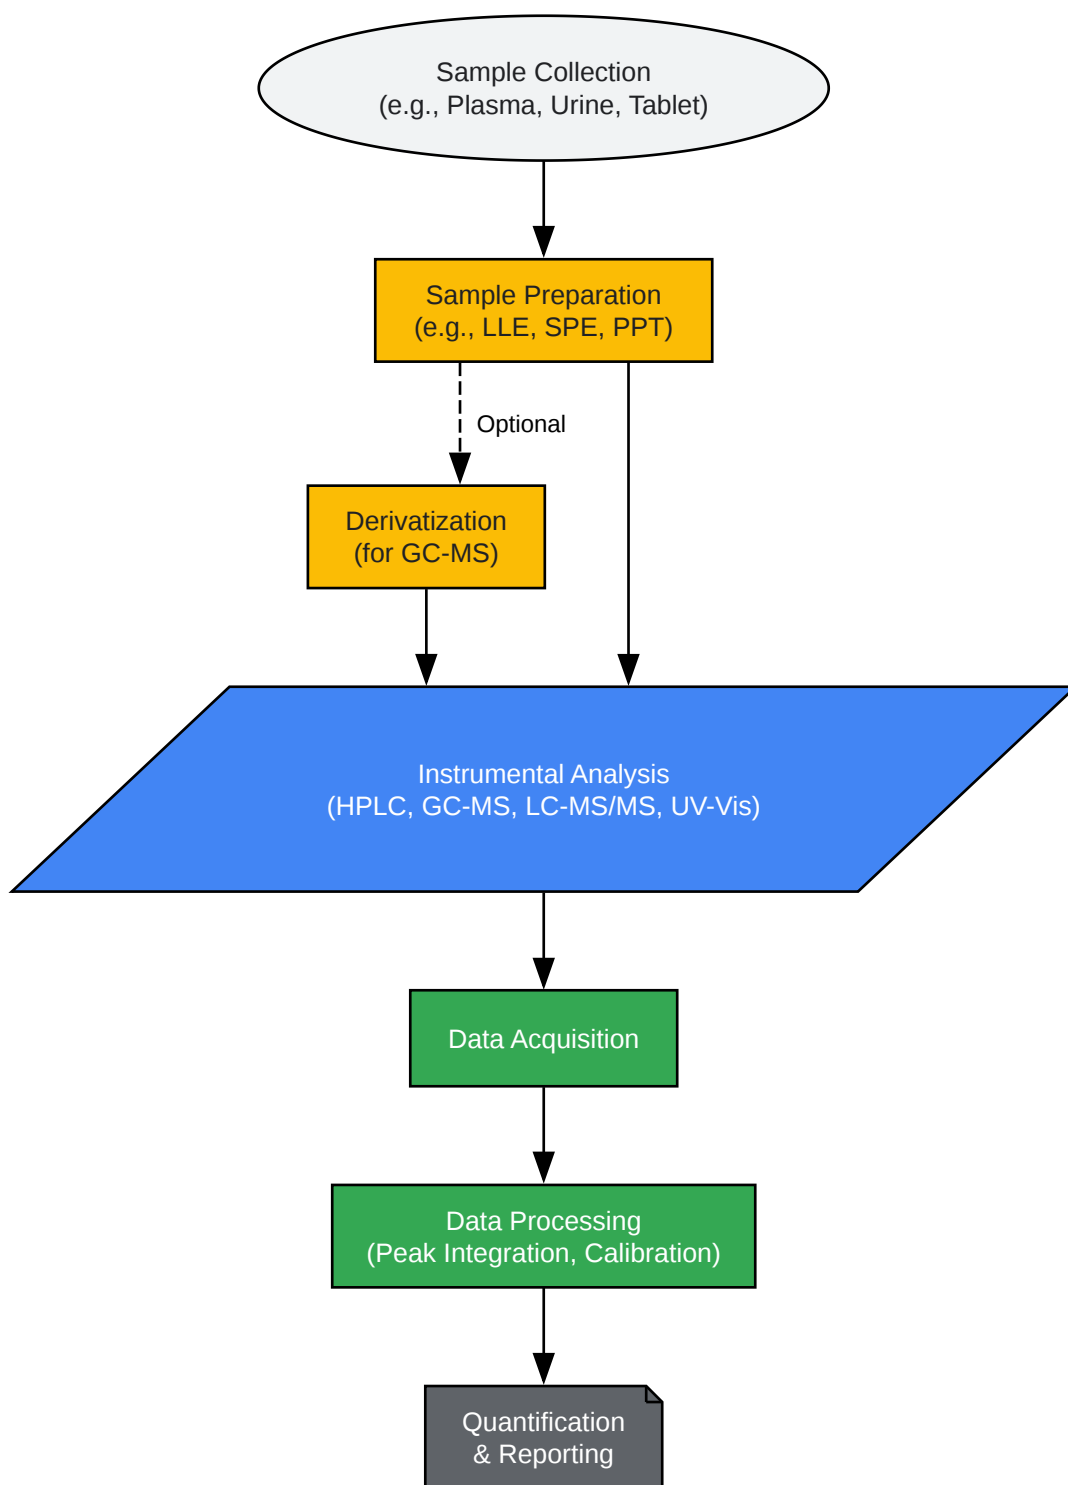 Sample Collection
(e.g., Plasma, Urine, Tablet)
Sample Preparation
(e.g., LLE, SPE, PPT)
Optional
Derivatization
(for GC-MS)
Instrumental Analysis
(HPLC, GC-MS, LC-MS/MS, UV-Vis)
Data Acquisition
Data Processing
(Peak Integration, Calibration)
Quantification
& Reporting